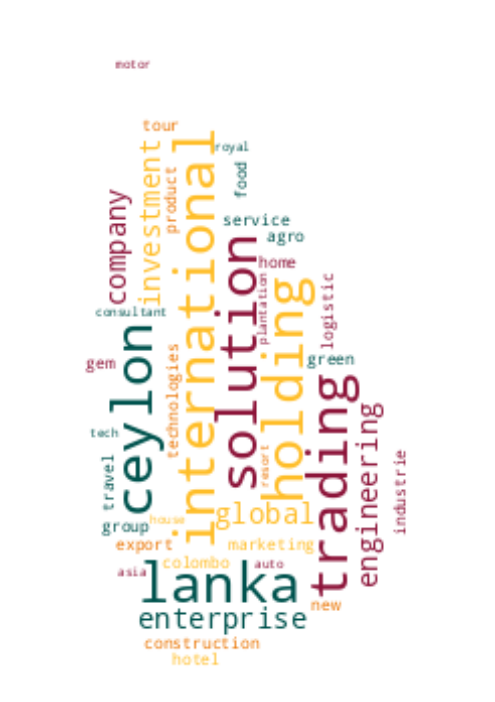 motor
tour
royal
investment
product
international
food
company
service
agro
solution
home
consultant
plantation
logistic
holding
ceylon
technologies
gem
green
trading
tech
travel
resort
engineering
industrie
group
house
global
export
marketing
colombo
asia
auto
lanka
new
enterprise
construction
hotel